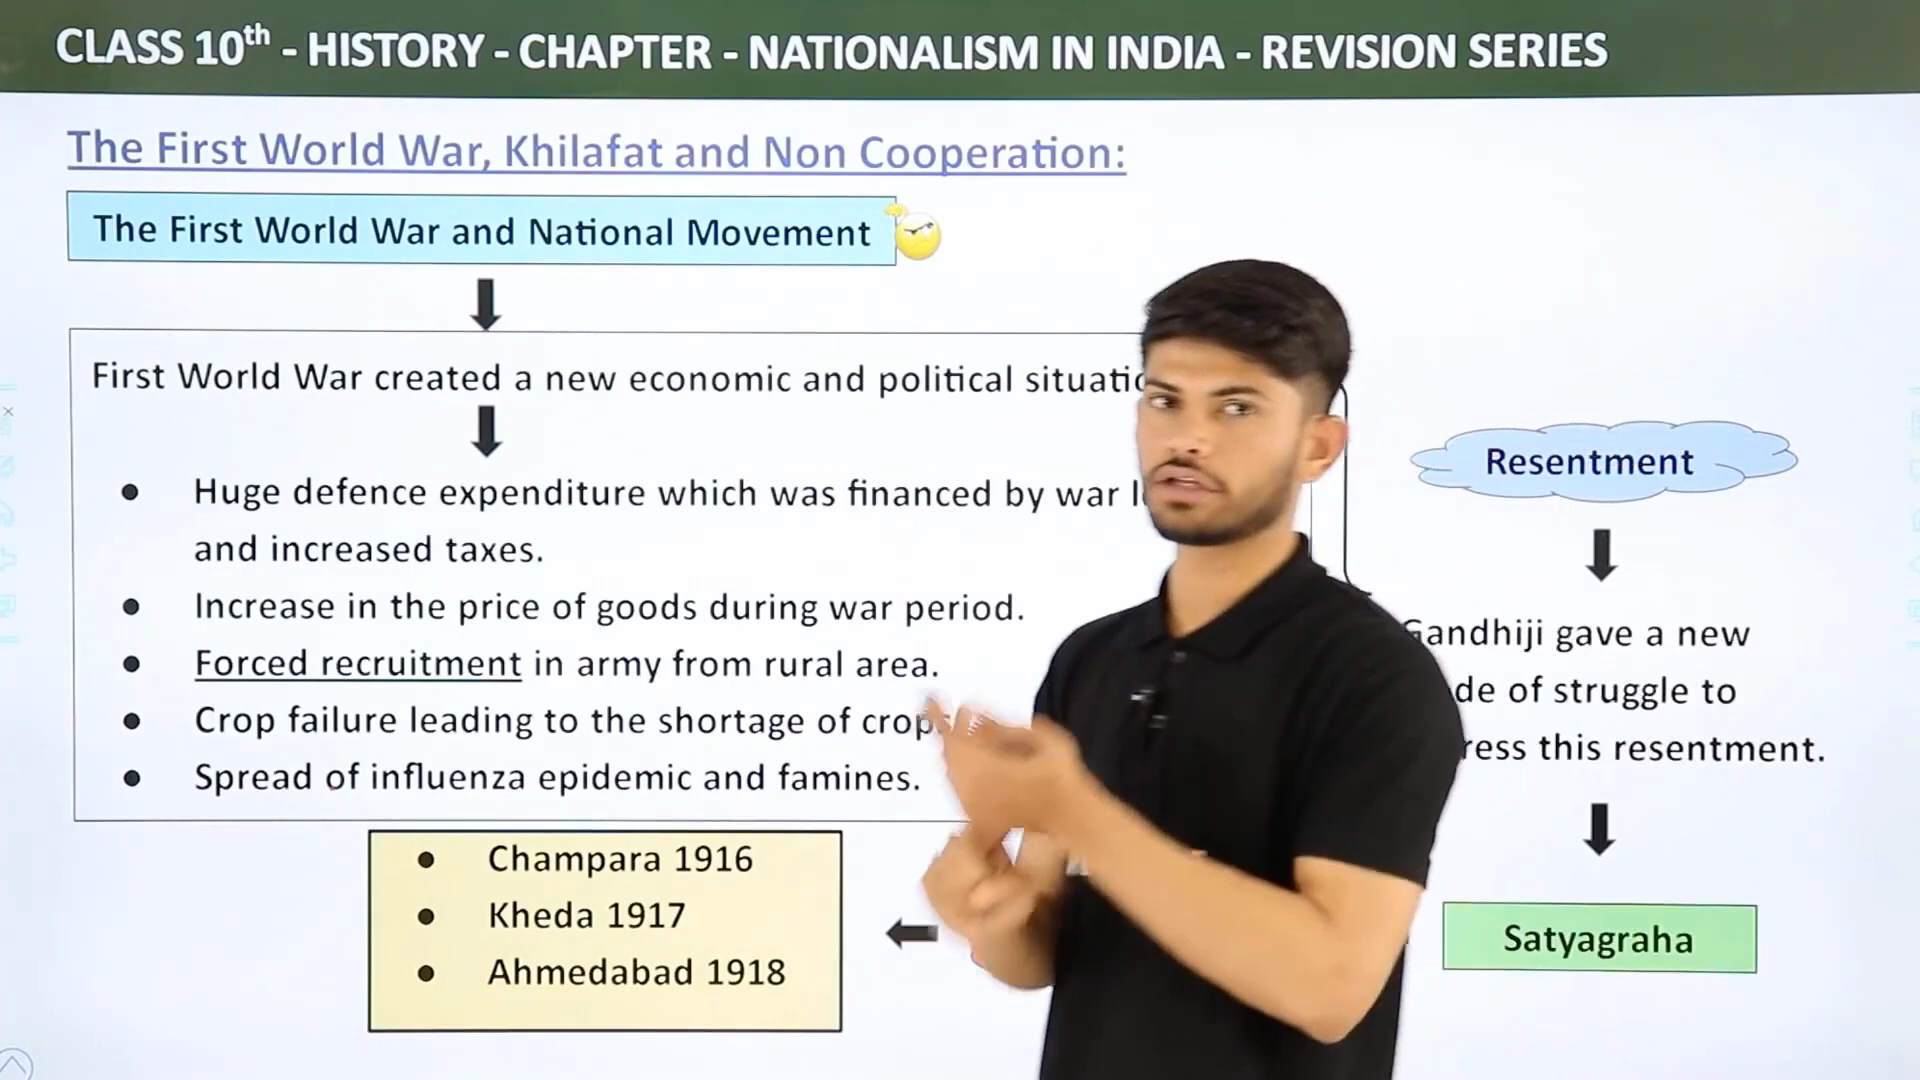 CLASS 10th - HISTORY - CHAPTER - NATIONALISM IN INDIA - REVISION SERIES
The First World War, Khilafat and Non Cooperation:
The First World War and National Movement
First World War created a new economic and political
● Huge defence expenditure which was financed by war
and increased taxes.
● Increase in the price of goods during war period.
● Forced recruitment in army from rural area.
● Crop failure leading to the shortage of
● Spread of influenza epidemic and famines.
Resentment
Gandhiji gave a new
of struggle to
this resentment.
Satyagraha
● Champara 1916
● Kheda 1917
● Ahmedabad 1918